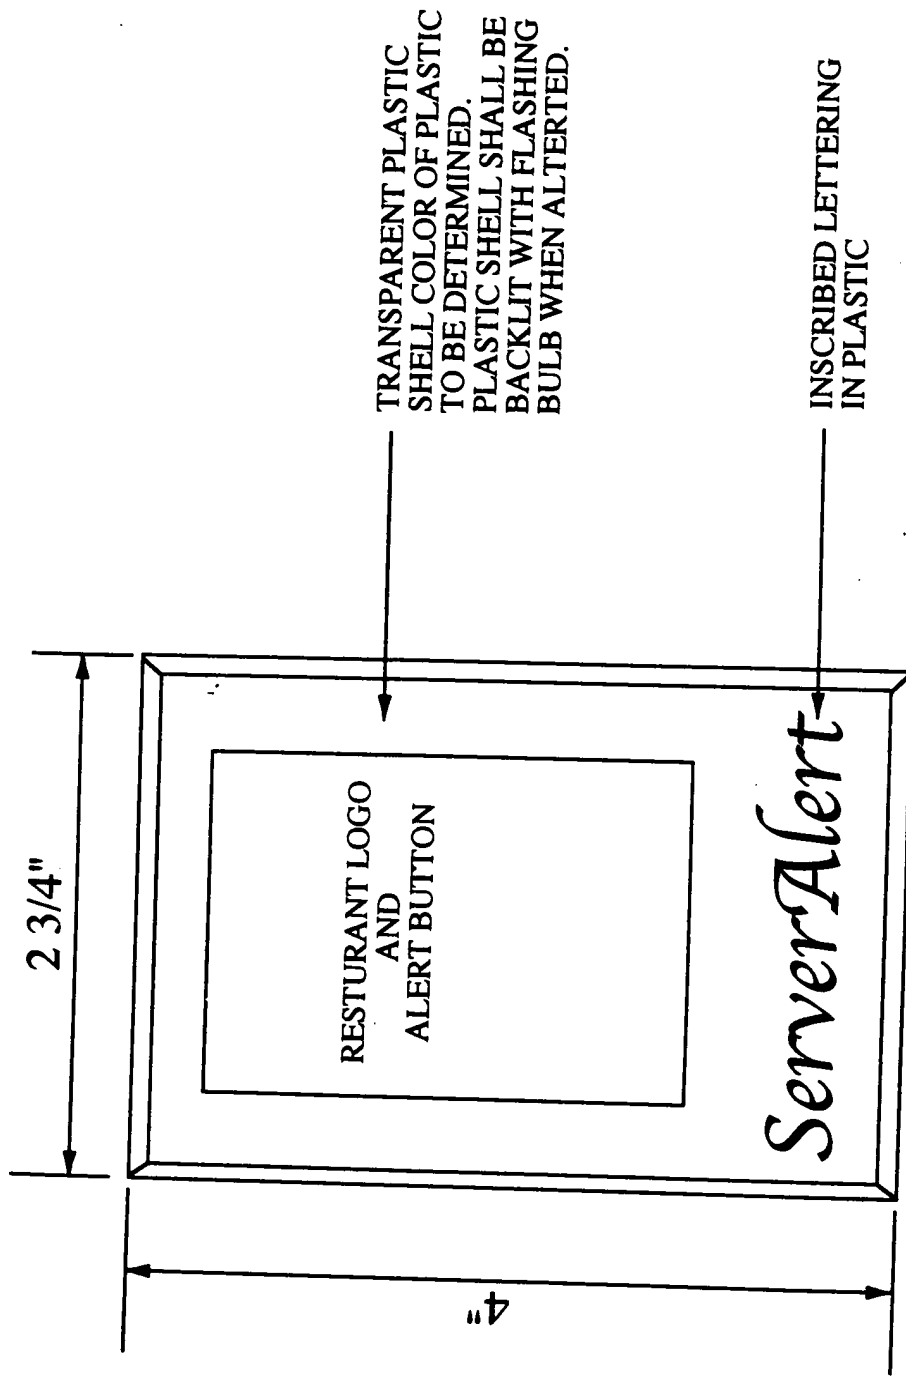 2 3/4"
4"
RESTURANT LOGO
AND
ALERT BUTTON
ServerAlert
TRANSPARENT PLASTIC
SHELL COLOR OF PLASTIC
TO BE DETERMINED.
PLASTIC SHELL SHALL BE
BACKLIT WITH FLASHING
BULB WHEN ALTERTED.
INSCRIBED LETTERING
IN PLASTIC